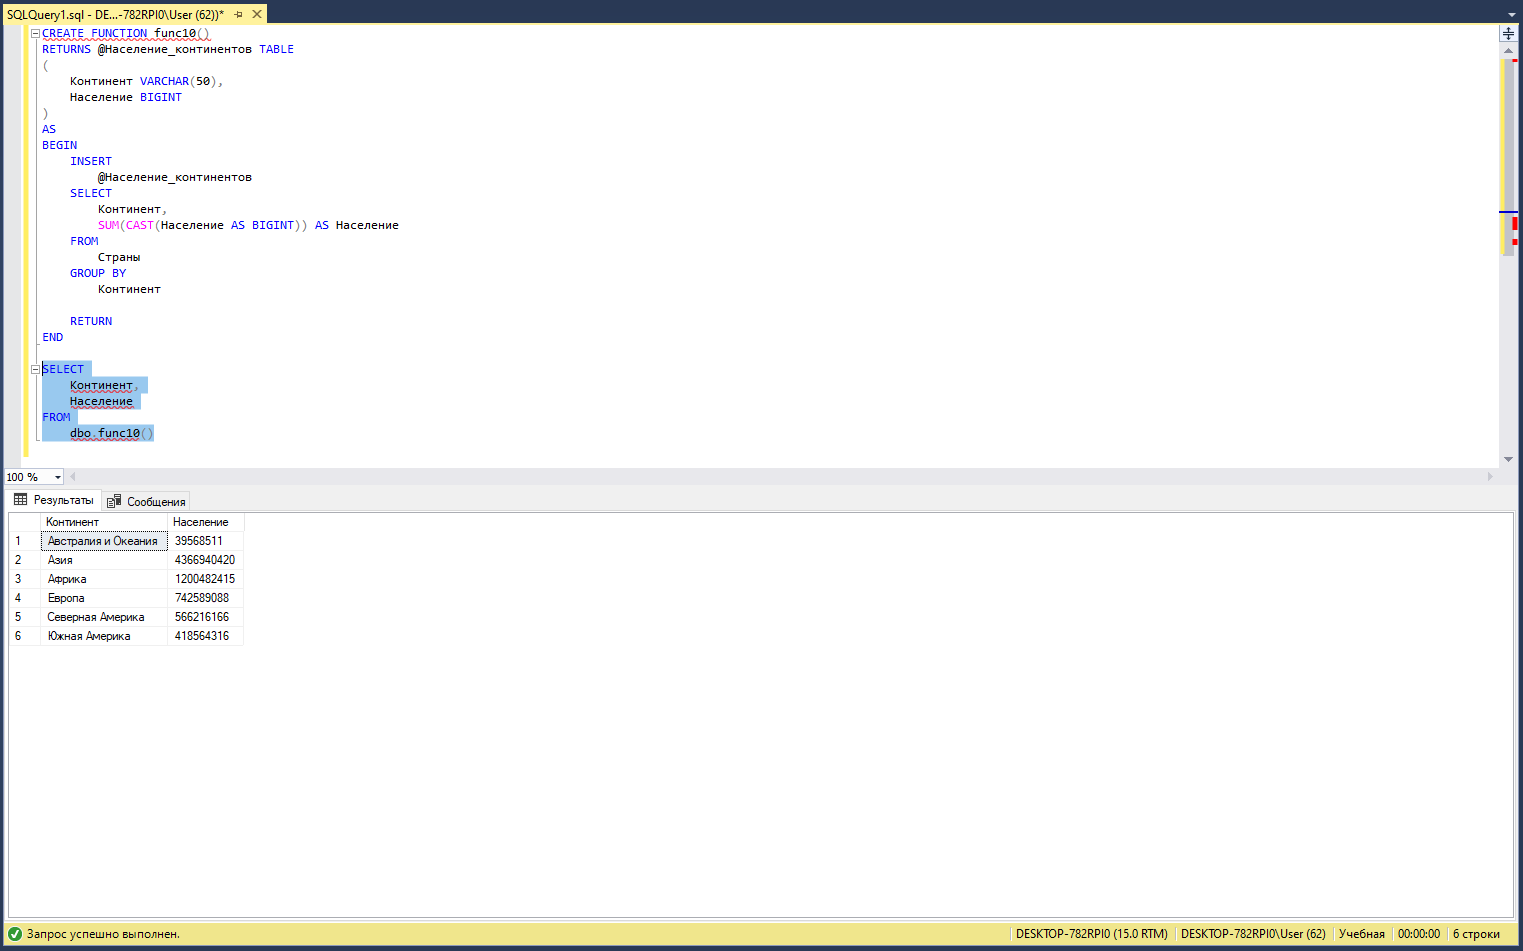 SQLQuery1.sql - DE...-782RPI0\User (62))*
CREATE FUNCTION func10()
RETURNS @Население_континентов TABLE
(
Континент VARCHAR(50),
Население BIGINT
)
AS
BEGIN
INSERT
@Население_континентов
SELECT
Континент,
SUM(CAST(Население AS BIGINT)) AS Население
FROM
Страны
GROUP BY
Континент
RETURN
END
SELECT
Континент,
Население
FROM
dbo.func10()
100 %
Результаты Сообщения
Континент Население
1 Австралия и Океания 39568511
2 Азия 4366940420
3 Африка 1200482415
4 Европа 742589088
5 Северная Америка 566216166
6 Южная Америка 418564316
Запрос успешно выполнен. DESKTOP-782RPI0 (15.0 RTM) DESKTOP-782RPI0\User (62) Учебная 00:00:00 6 строки